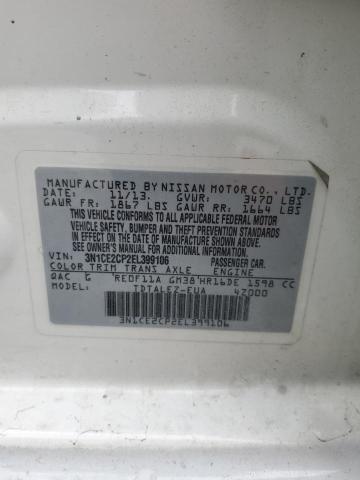 MANUFACTURED BY NISSAN MOTOR CO., LTD.
DATE: 11/13. GVWR: 3470 LBS
GAWR FR: 1867 LBS GAWR RR: 1664 LBS
THIS VEHICLE CONFORMS TO ALL APPLICABLE FEDERAL MOTOR
VEHICLE SAFETY, BUMPER AND THEFT PREVENTION STANDARDS
IN EFFECT ON THE DATE OF MANUFACTURE SHOWN ABOVE.
SEE OWNER'S MANUAL FOR ADDITIONAL INFORMATION.
VIN: 3N1CE2CP2EL399106 PASSENGER CAR.
COLOR TRIM TRANS AXLE ENGINE
QAC G RE0F11A GM38 HR16DE 1598 CC
TDTALEZ-EUA 42000
3N1CE2CP2EL399106